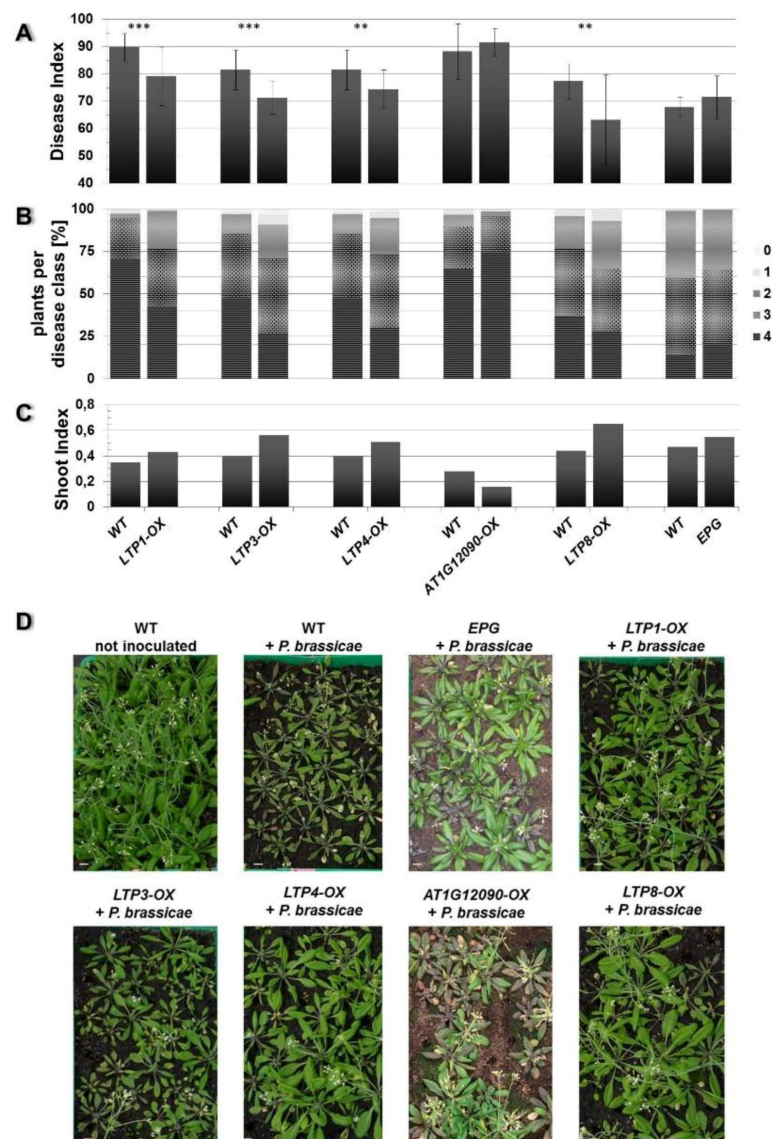 A
Disease Index
100
90
80
70
60
50
40
***
***
**
**
B
plants per
disease class [%]
100
75
50
25
0
0
1
2
3
4
C
Shoot Index
0,8
0,6
0,4
0,2
0
WT
LTP1-OX
WT
LTP3-OX
WT
LTP4-OX
WT
AT1G12090-OX
WT
LTP8-OX
WT
EPG
D
WT
not inoculated
WT
+ P. brassicae
EPG
+ P. brassicae
LTP1-OX
+ P. brassicae
LTP3-OX
+ P. brassicae
LTP4-OX
+ P. brassicae
AT1G12090-OX
+ P. brassicae
LTP8-OX
+ P. brassicae